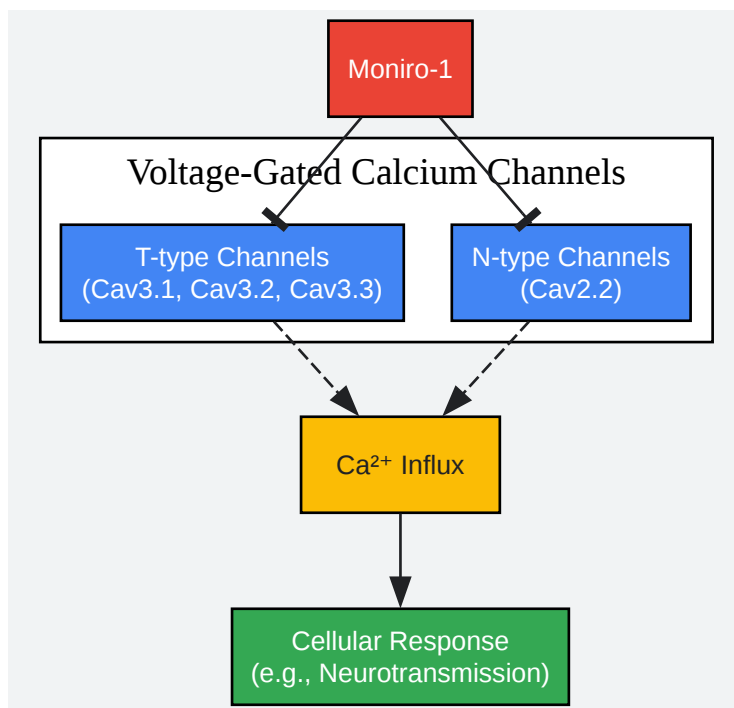 Moniro-1
Voltage-Gated Calcium Channels
T-type Channels
(Cav3.1, Cav3.2, Cav3.3)
N-type Channels
(Cav2.2)
Ca²⁺ Influx
Cellular Response
(e.g., Neurotransmission)